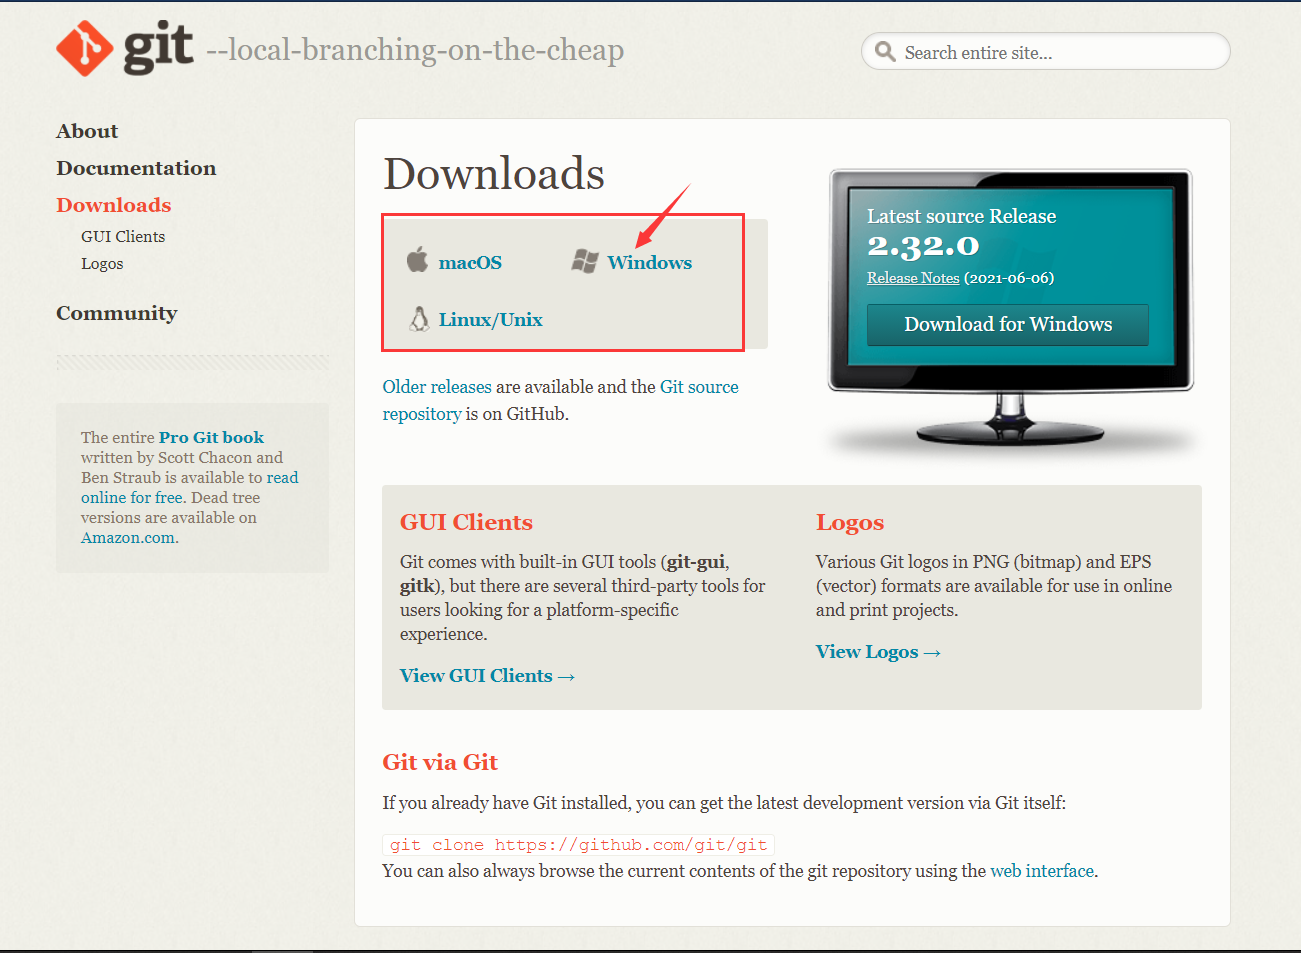 git --local-branching-on-the-cheap
Search entire site...
About
Documentation
Downloads
GUI Clients
Logos
Community
The entire Pro Git book
written by Scott Chacon and
Ben Straub is available to read
online for free. Dead tree
versions are available on
Amazon.com.
Downloads
macOS
Windows
Linux/Unix
Older releases are available and the Git source
repository is on GitHub.
Latest source Release
2.32.0
Release Notes (2021-06-06)
Download for Windows
GUI Clients
Git comes with built-in GUI tools (git-gui,
gitk), but there are several third-party tools for
users looking for a platform-specific
experience.
View GUI Clients →
Logos
Various Git logos in PNG (bitmap) and EPS
(vector) formats are available for use in online
and print projects.
View Logos →
Git via Git
If you already have Git installed, you can get the latest development version via Git itself:
git clone https://github.com/git/git
You can also always browse the current contents of the git repository using the web interface.